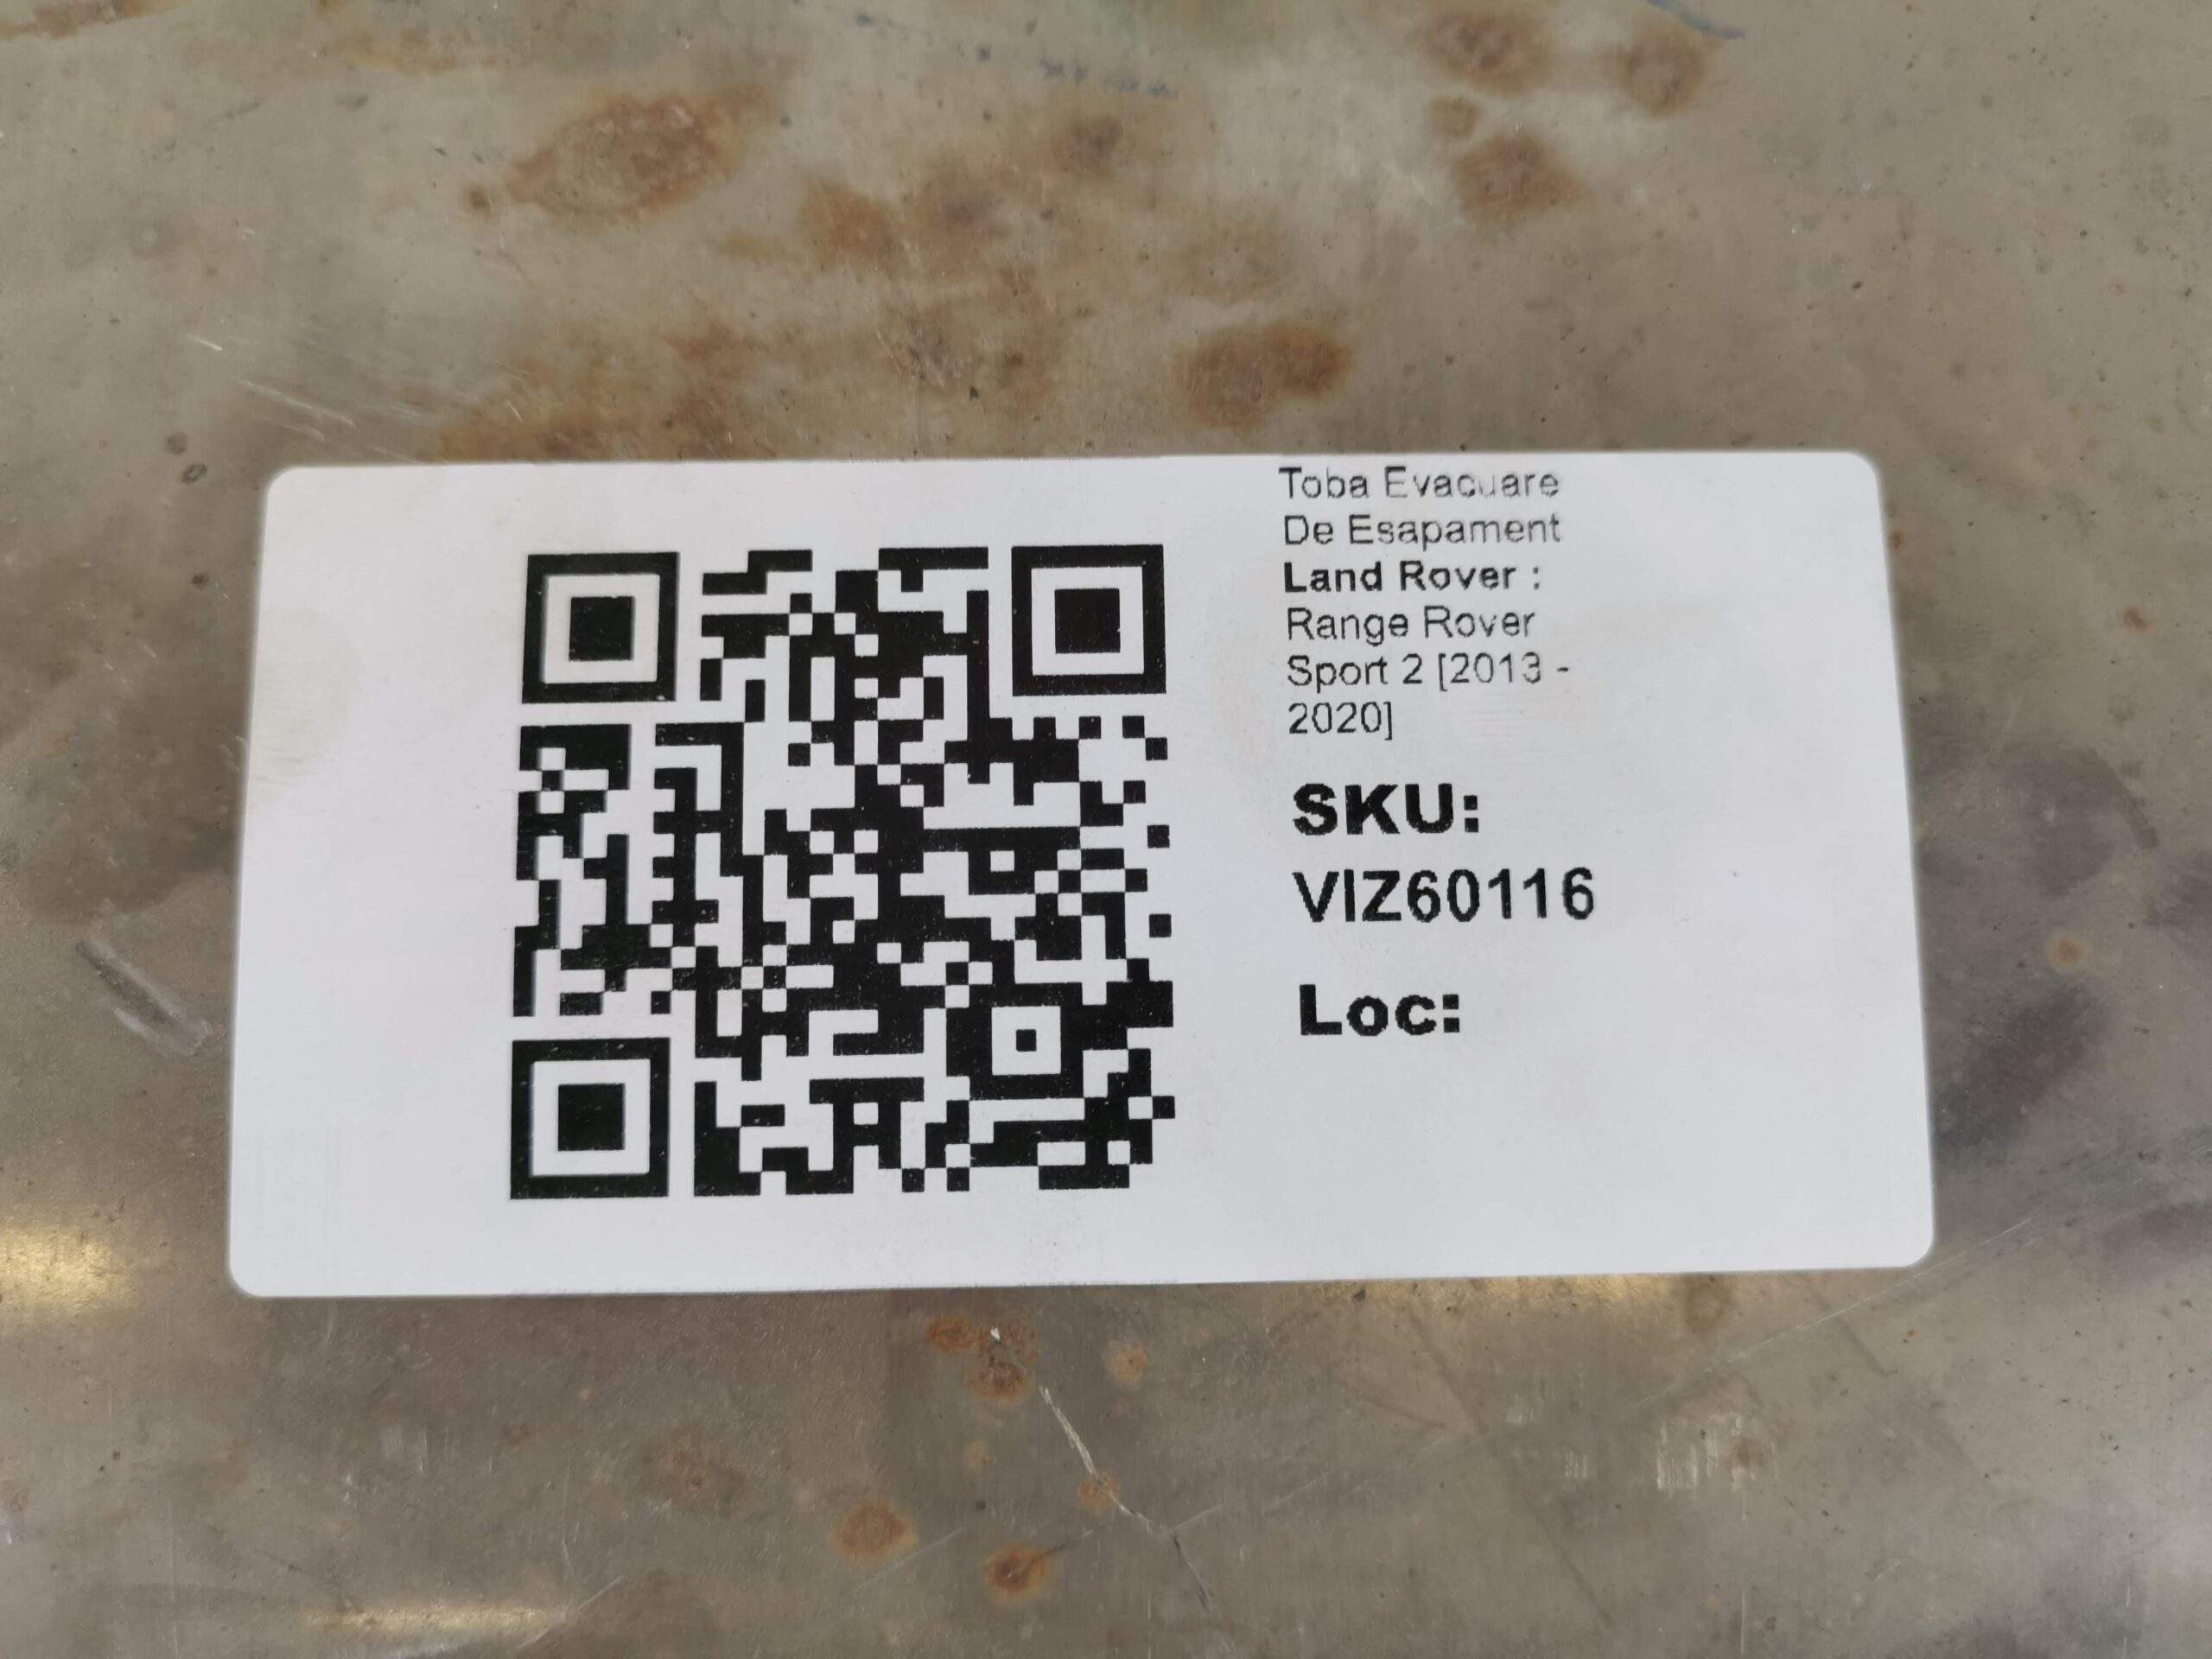 Toba Evacuare
De Esapament
Land Rover :
Range Rover
Sport 2 [2013 -
2020]
SKU:
VIZ60116
Loc: